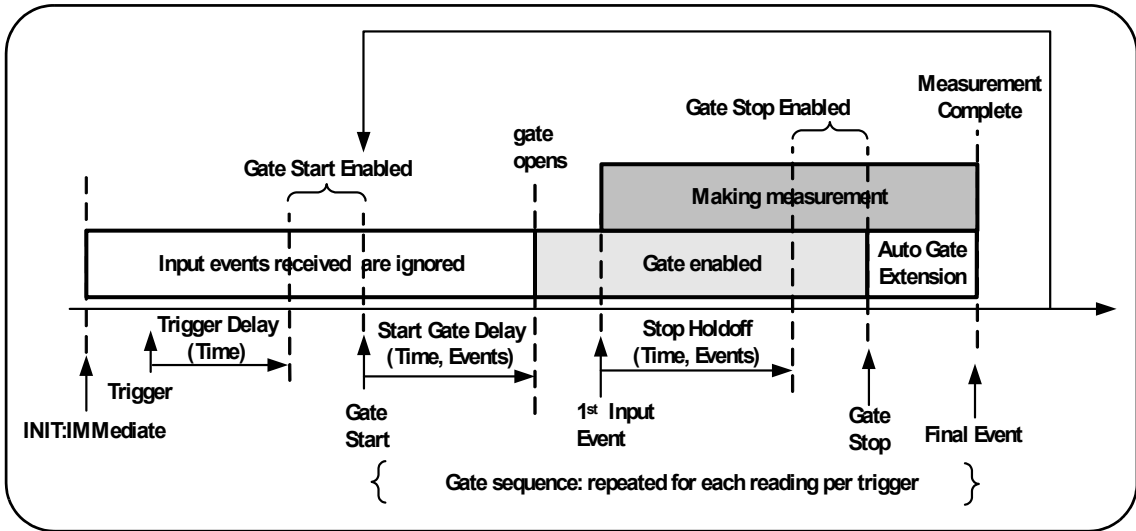 Measurement
Complete
Gate Stop Enabled
gate
opens
Gate Start Enabled
Making measurement
Input events received are ignored
Gate enabled
Auto Gate
Extension
Trigger Delay
(Time)
Start Gate Delay
(Time, Events)
Stop Holdoff
(Time, Events)
Trigger
INIT:IMMediate
Gate
Start
1st Input
Event
Gate
Stop
Final Event
Gate sequence: repeated for each reading per trigger